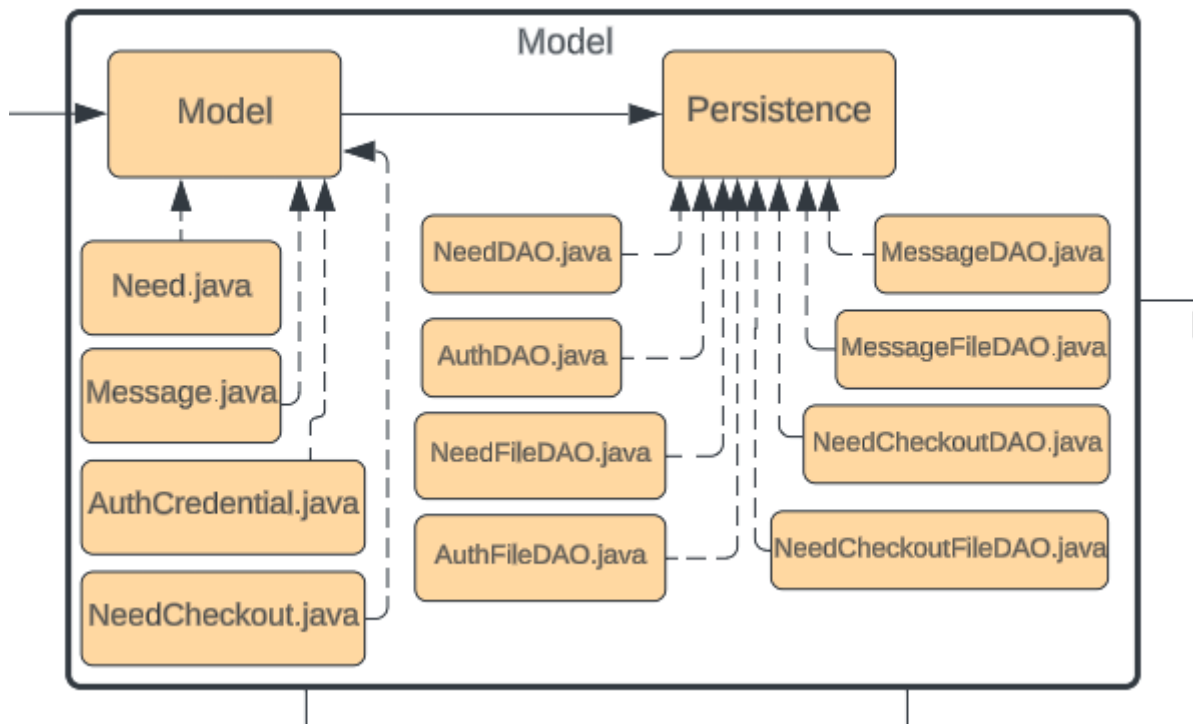 Model
Model
Persistence
Need.java
Message.java
AuthCredential.java
NeedCheckout.java
NeedDAO.java
AuthDAO.java
NeedFileDAO.java
AuthFileDAO.java
MessageDAO.java
MessageFileDAO.java
NeedCheckoutDAO.java
NeedCheckoutFileDAO.java